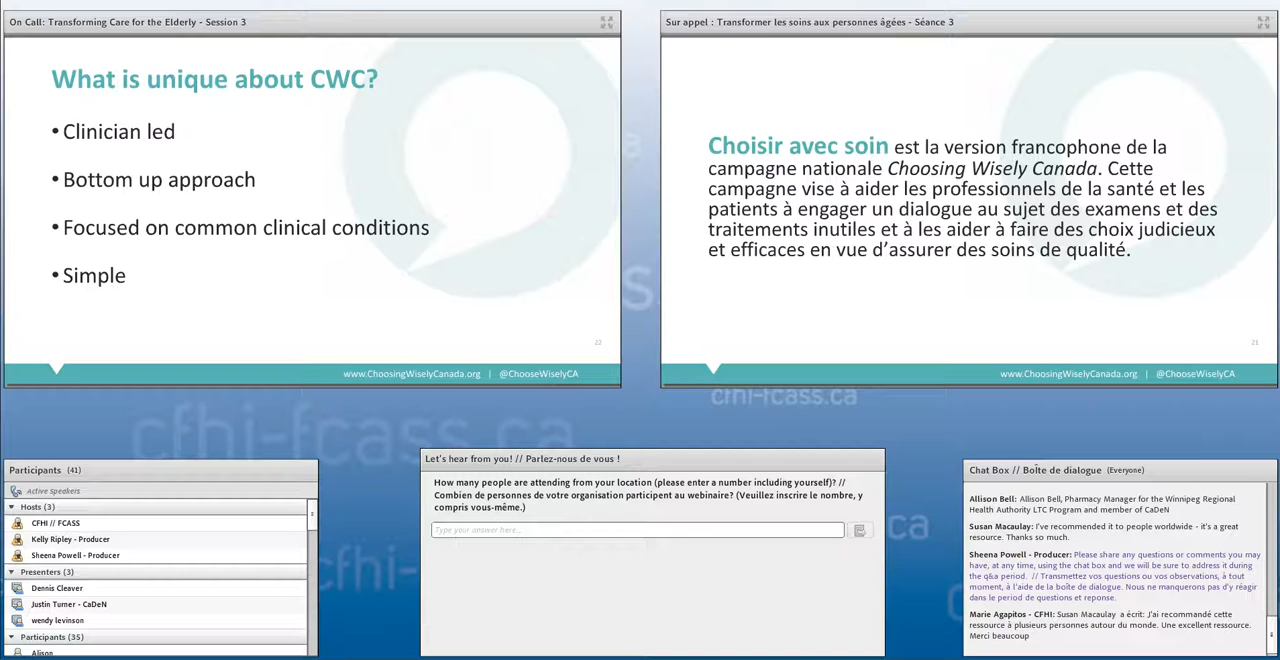 On Call: Transforming Care for the Elderly - Session 3
What is unique about CWC?
• Clinician led
• Bottom up approach
• Focused on common clinical conditions
• Simple
22
www.ChoosingWiselyCanada.org | @ChooseWiselyCA
Sur appel : Transformer les soins aux personnes âgées - Séance 3
Choisir avec soin est la version francophone de la
campagne nationale Choosing Wisely Canada. Cette
campagne vise à aider les professionnels de la santé et les
patients à engager un dialogue au sujet des examens et des
traitements inutiles et à les aider à faire des choix judicieux
et efficaces en vue d’assurer des soins de qualité.
21
www.ChoosingWiselyCanada.org | @ChooseWiselyCA
cfhi-fcass.ca
cfhi-fcass.ca
Participants (41)
Active Speakers
Hosts (3)
CFHI // FCASS
Kelly Ripley - Producer
Sheena Powell - Producer
Presenters (3)
Dennis Cleaver
Justin Turner - CaDeN
wendy levinson
Participants (35)
Alison
Let's hear from you! // Parlez-nous de vous !
How many people are attending from your location (please enter a number including yourself)? //
Combien de personnes de votre organisation participent au webinaire? (Veuillez inscrire le nombre, y
compris vous-même.)
Type your answer here...
Chat Box // Boîte de dialogue (Everyone)
Allison Bell: Allison Bell, Pharmacy Manager for the Winnipeg Regional
Health Authority LTC Program and member of CaDeN
Susan Macaulay: I've recommended it to people worldwide - it's a great
resource. Thanks so much.
Sheena Powell - Producer: Please share any questions or comments you may
have, at any time, using the chat box and we will be sure to address it during
the q&a period. // Transmettez vos questions ou vos observations, à tout
moment, à l'aide de la boîte de dialogue. Nous ne manquerons pas d'y réagir
dans le period de questions et reponse.
Marie Agapitos - CFHI: Susan Macaulay a écrit: J'ai recommandé cette
ressource à plusieurs personnes autour du monde. Une excellent ressource.
Merci beaucoup